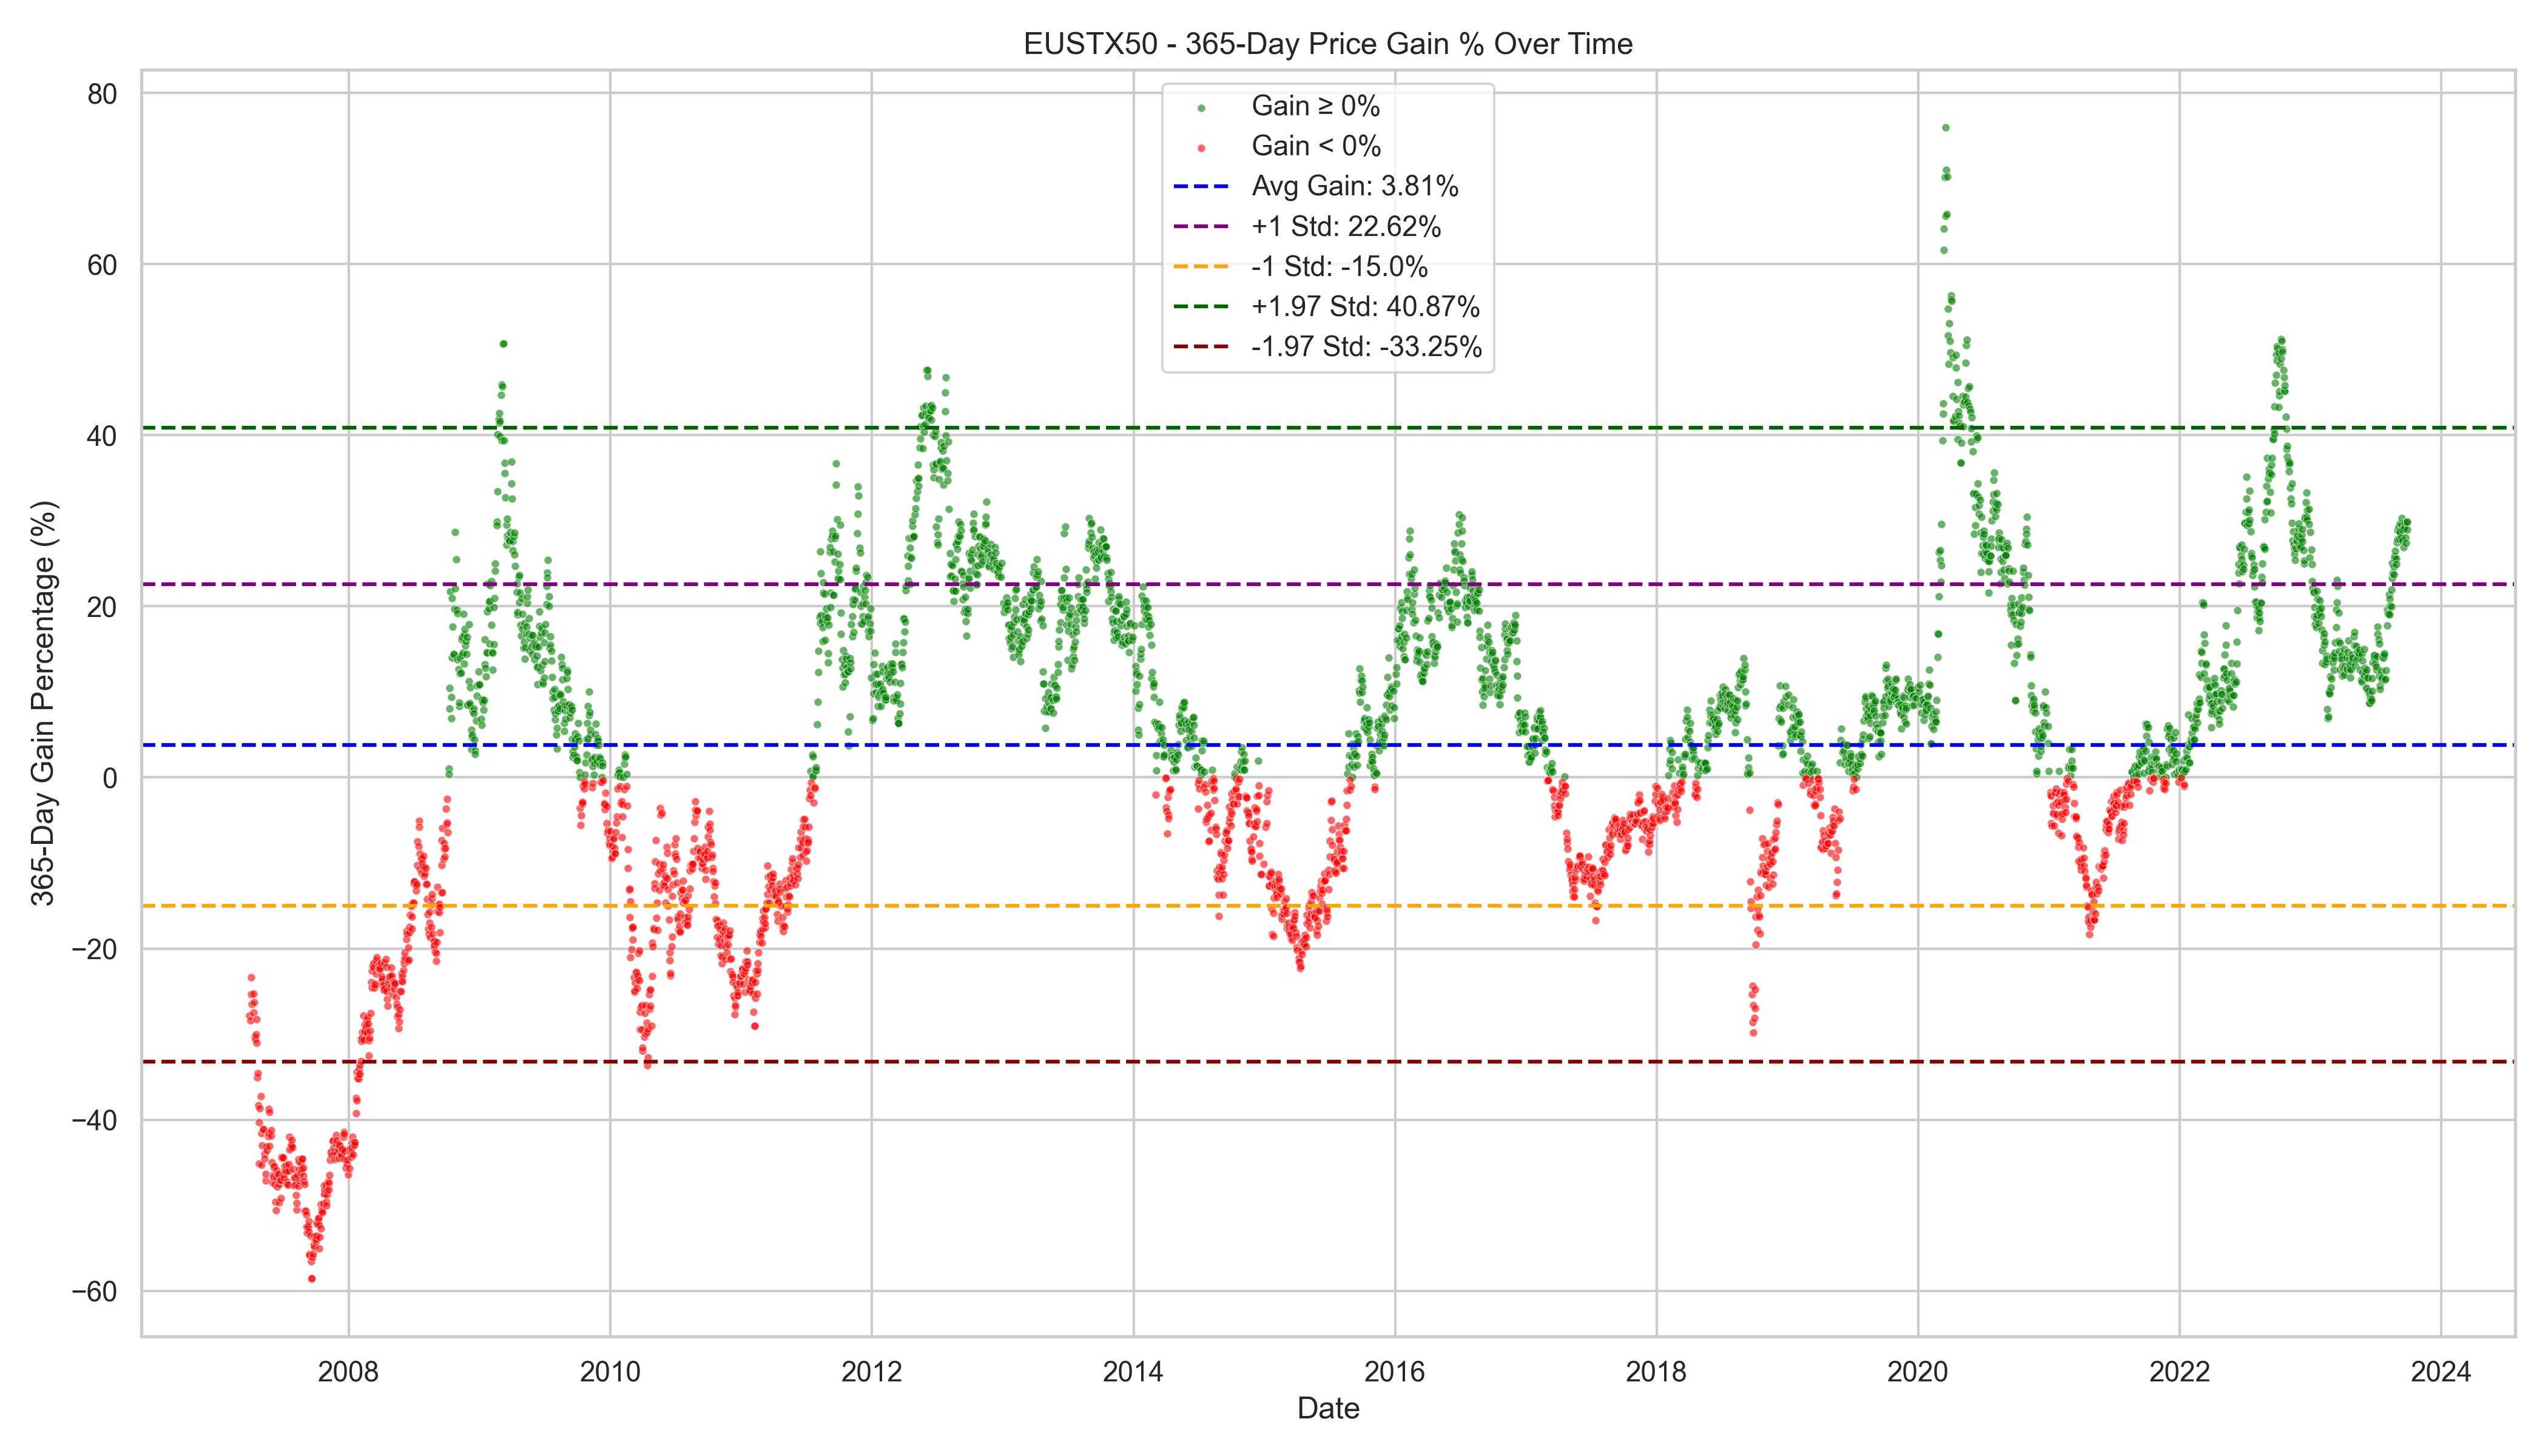 EUSTX50 - 365-Day Price Gain % Over Time
Gain ≥ 0%
Gain < 0%
Avg Gain: 3.81%
+1 Std: 22.62%
-1 Std: -15.0%
+1.97 Std: 40.87%
-1.97 Std: -33.25%
365-Day Gain Percentage (%)
80
60
40
20
0
−20
−40
−60
2008 2010 2012 2014 2016 2018 2020 2022 2024
Date